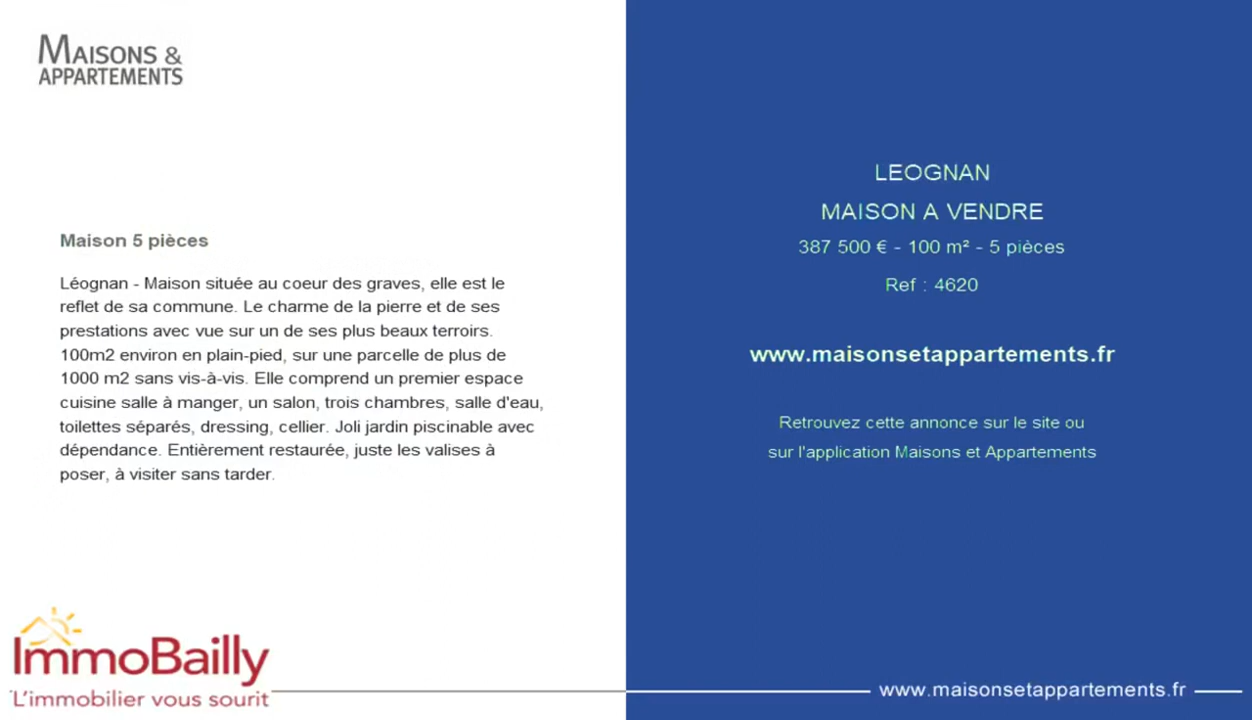 MAISONS &
APPARTEMENTS
Maison 5 pièces
Léognan - Maison située au coeur des graves, elle est le
reflet de sa commune. Le charme de la pierre et de ses
prestations avec vue sur un de ses plus beaux terroirs.
100m2 environ en plain-pied, sur une parcelle de plus de
1000 m2 sans vis-à-vis. Elle comprend un premier espace
cuisine salle à manger, un salon, trois chambres, salle d'eau,
toilettes séparés, dressing, cellier. Joli jardin piscinable avec
dépendance. Entièrement restaurée, juste les valises à
poser, à visiter sans tarder.
ImmoBailly
L'immobilier vous sourit
LEOGNAN
MAISON A VENDRE
387 500 € - 100 m² - 5 pièces
Ref : 4620
www.maisonsetappartements.fr
Retrouvez cette annonce sur le site ou
sur l'application Maisons et Appartements
www.maisonsetappartements.fr